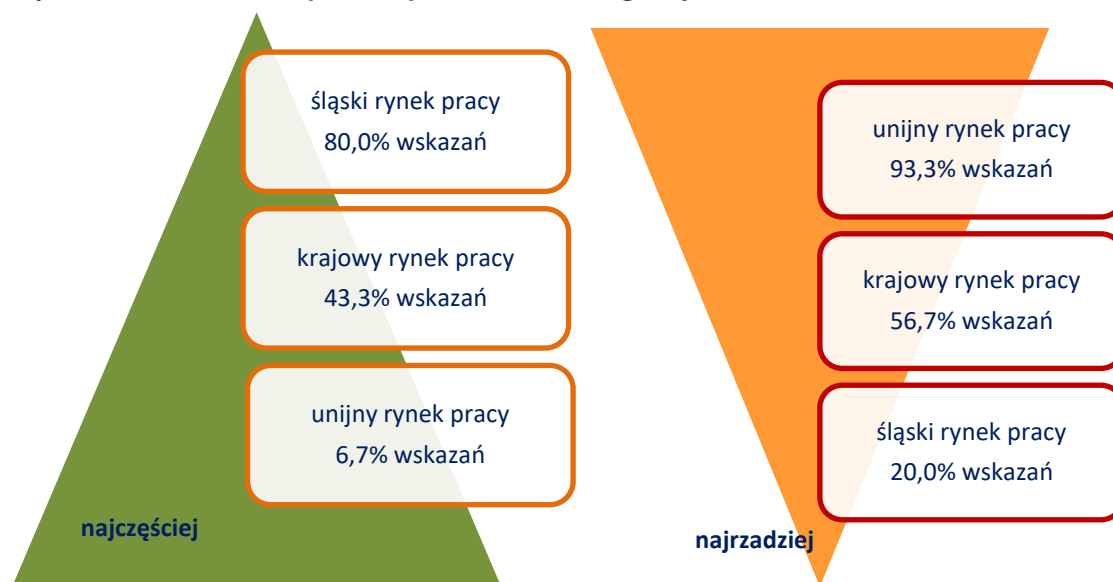 śląski rynek pracy
80,0% wskazań
krajowy rynek pracy
43,3% wskazań
unijny rynek pracy
6,7% wskazań
najczęściej
unijny rynek pracy
93,3% wskazań
krajowy rynek pracy
56,7% wskazań
śląski rynek pracy
20,0% wskazań
najrzadziej